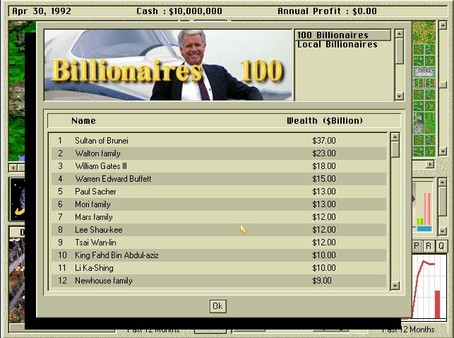 Apr 30, 1992 Cash : $10,000,000 Annual Profit : $0.00
Billionaires 100
100 Billionaires
Local Billionaires
Name Wealth ($Billion)
1 Sultan of Brunei $37.00
2 Walton family $23.00
3 William Gates III $18.00
4 Warren Edward Buffett $15.00
5 Paul Sacher $13.00
6 Mori family $13.00
7 Mars family $12.00
8 Lee Shau-kee $12.00
9 Tsai Wan-lin $12.00
10 King Fahd Bin Abdul-aziz $10.00
11 Li Ka-Shing $10.00
12 Newhouse family $9.00
Ok
D
P R Q
Past 12 Months
Past 12 Months